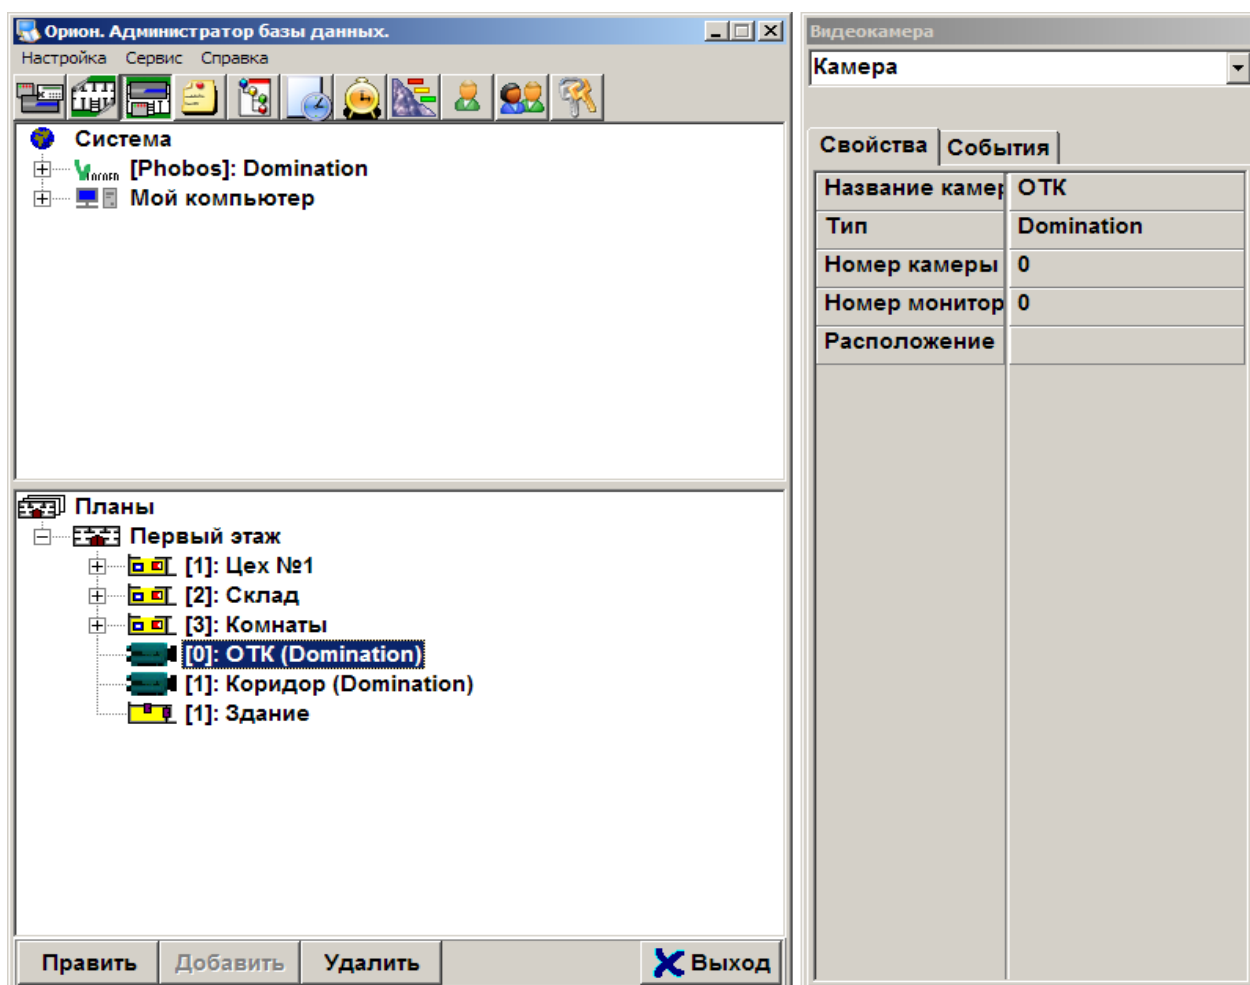 Орион. Администратор базы данных.
Настройка Сервис Справка
Система
[Phobos]: Domination
Мой компьютер
Планы
Первый этаж
[1]: Цех №1
[2]: Склад
[3]: Комнаты
[0]: ОТК (Domination)
[1]: Коридор (Domination)
[1]: Здание
Править Добавить Удалить Выход
Видеокамера
Камера
Свойства События
Название камер ОТК
Тип Domination
Номер камеры 0
Номер монитор 0
Расположение